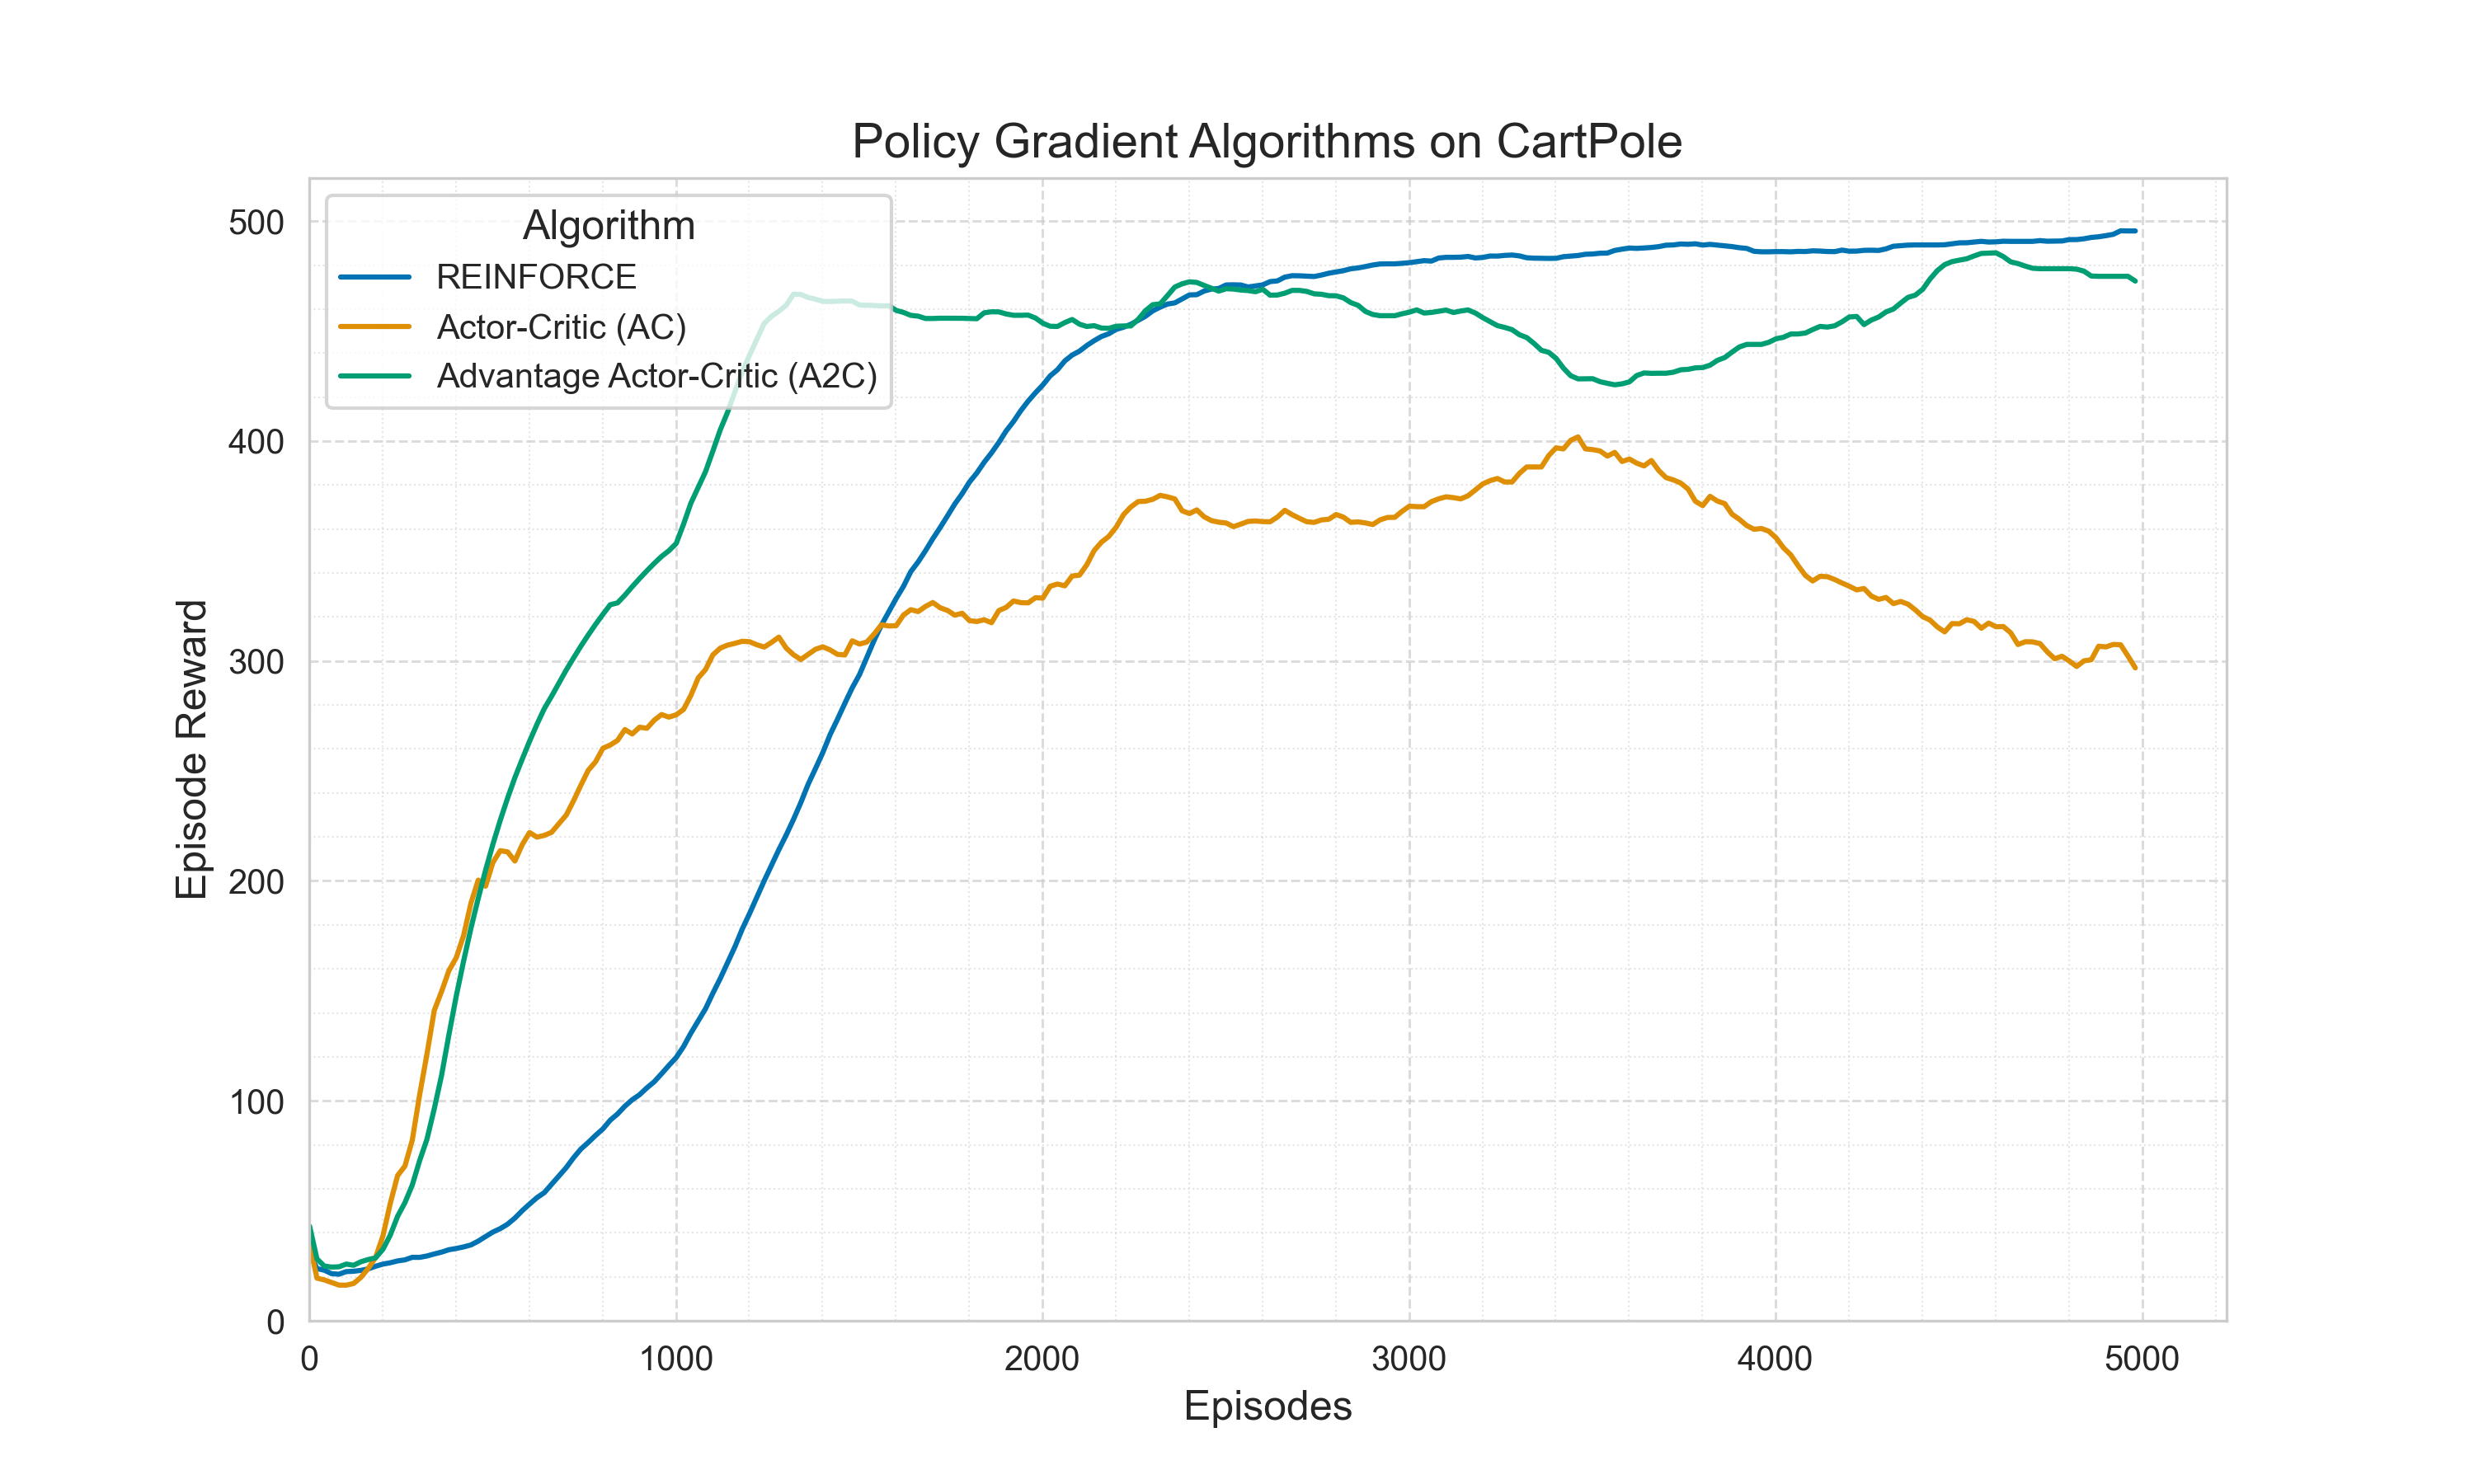 Policy Gradient Algorithms on CartPole
Algorithm
REINFORCE
Actor-Critic (AC)
Advantage Actor-Critic (A2C)
Episode Reward
500
400
300
200
100
0
0 1000 2000 3000 4000 5000
Episodes